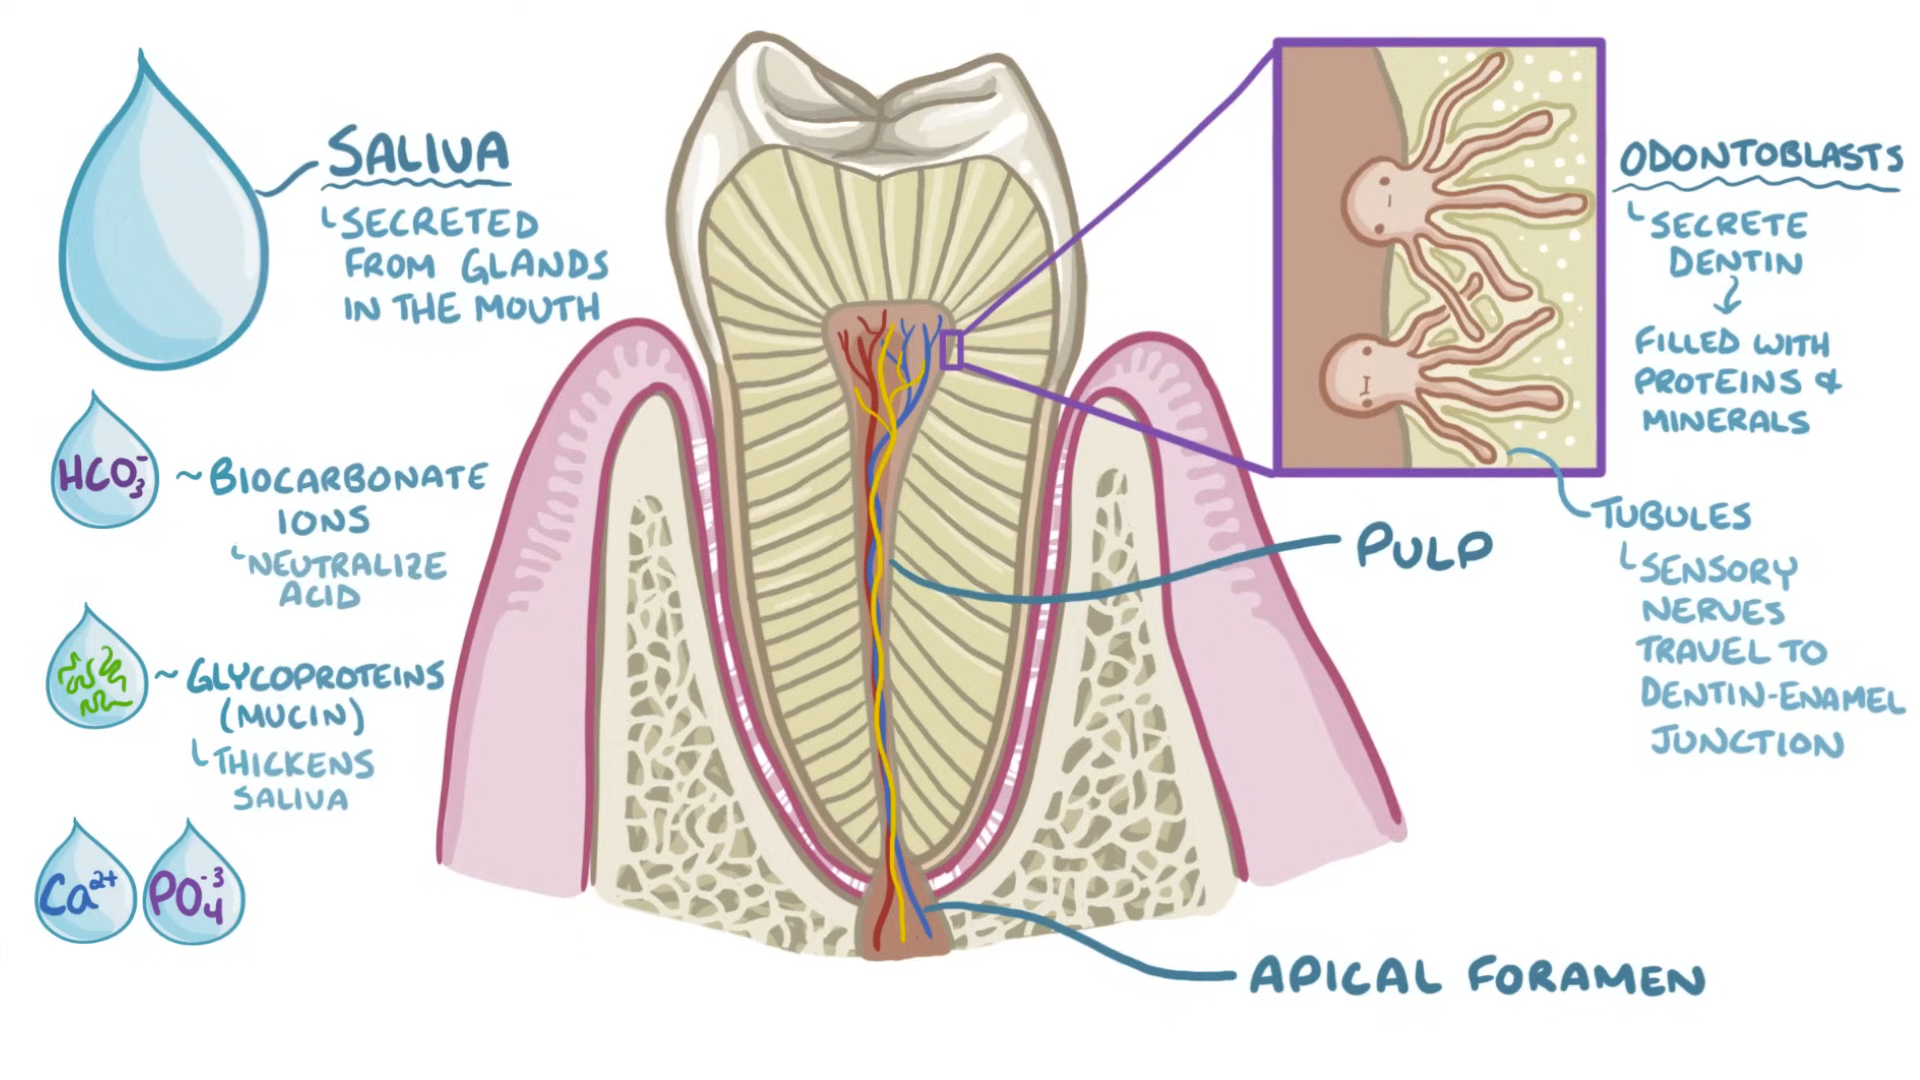 SALIVA
SECRETED
FROM GLANDS
IN THE MOUTH
HCO3-
~BIOCARBONATE
IONS
NEUTRALIZE
ACID
~GLYCOPROTEINS
(MUCIN)
THICKENS
SALIVA
Ca2+ PO4-3
ODONTOBLASTS
SECRETE
DENTIN
↓
FILLED WITH
PROTEINS &
MINERALS
TUBULES
SENSORY
NERVES
TRAVEL TO
DENTIN-ENAMEL
JUNCTION
PULP
APICAL FORAMEN